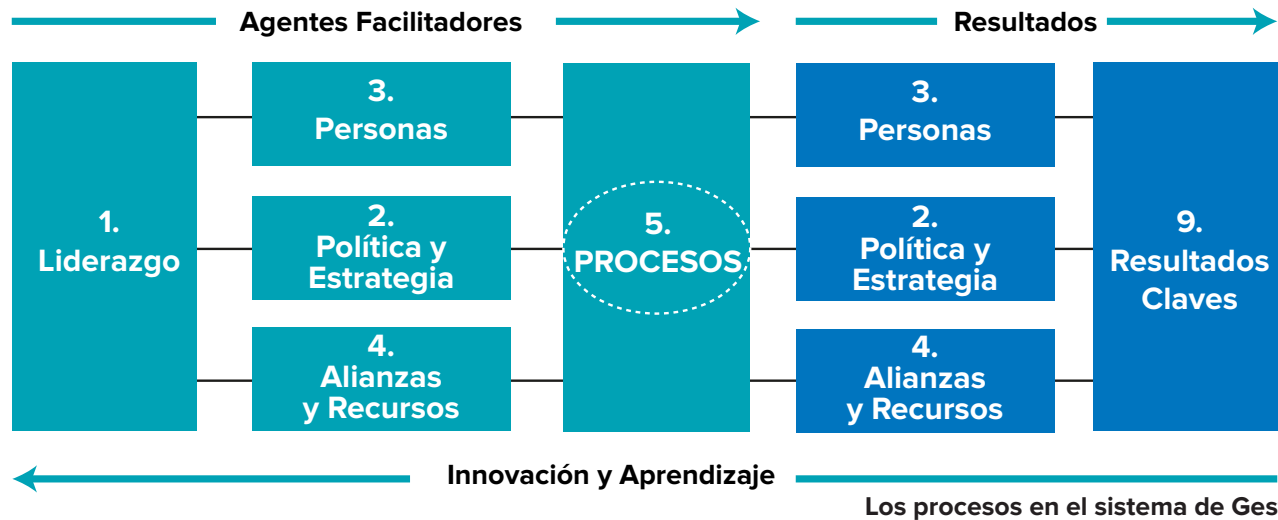 Agentes Facilitadores
Resultados
1.
Liderazgo
3.
Personas
2.
Política y
Estrategia
4.
Alianzas
y Recursos
5.
PROCESOS
3.
Personas
2.
Política y
Estrategia
4.
Alianzas
y Recursos
9.
Resultados
Claves
Innovación y Aprendizaje
Los procesos en el sistema de Ges